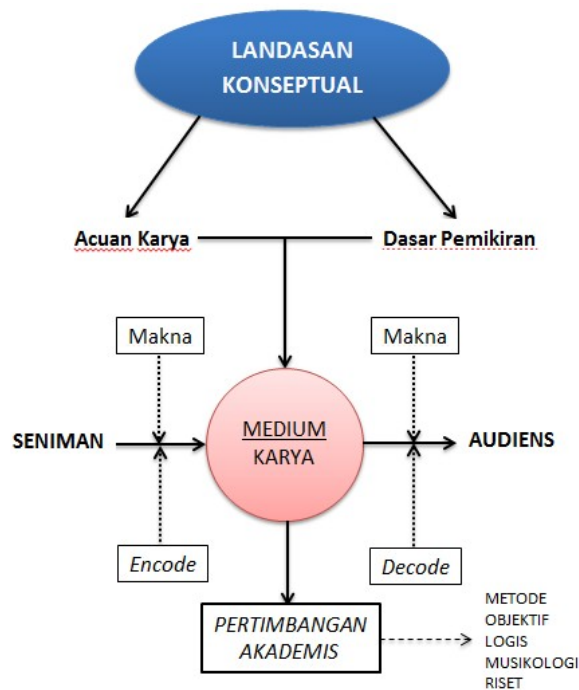 LANDASAN
KONSEPTUAL
Acuan Karya
Dasar Pemikiran
Makna
Makna
SENIMAN
MEDIUM
KARYA
AUDIENS
Encode
Decode
PERTIMBANGAN
AKADEMIS
METODE
OBJEKTIF
LOGIS
MUSIKOLOGI
RISET